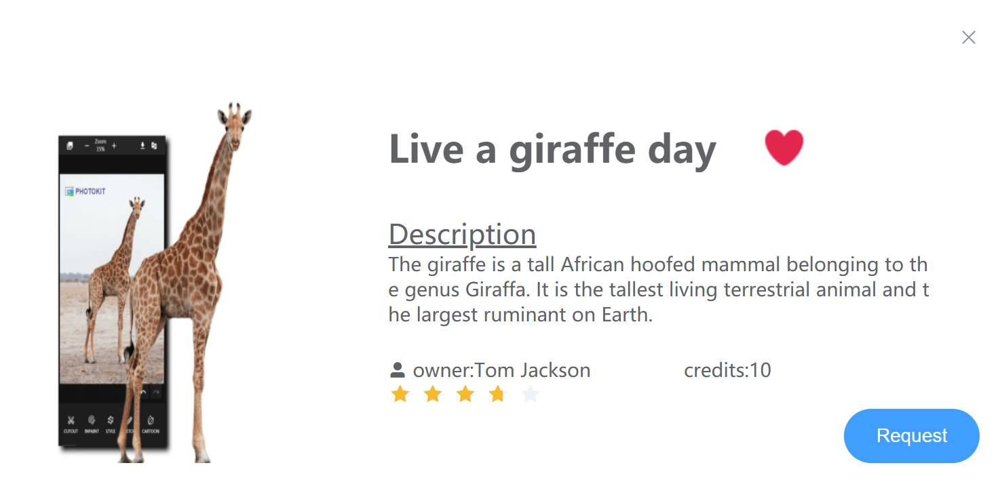 Live a giraffe day
Zoom
15%
PHOTOKIT
Description
The giraffe is a tall African hoofed mammal belonging to th
e genus Giraffa. It is the tallest living terrestrial animal and t
he largest ruminant on Earth.
owner:Tom Jackson credits:10
CUTOUT INPAINT STYLE CARTOON
Request